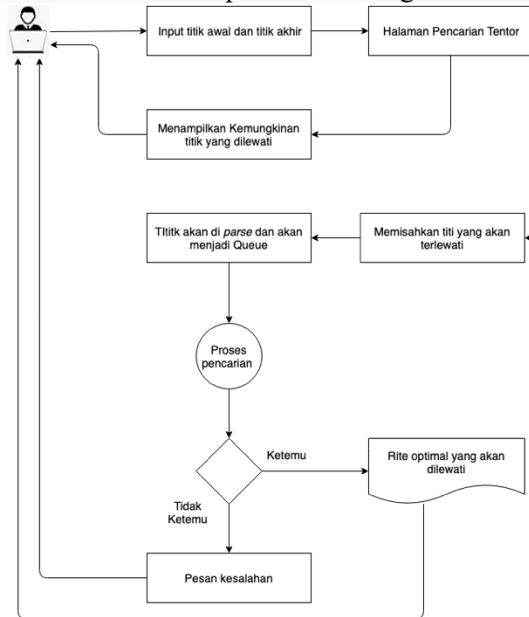 Input titik awal dan titik akhir
Halaman Pencarian Tentor
Menampilkan Kemungkinan
titik yang dilewati
TItitk akan di parse dan akan
menjadi Queue
Memisahkan titi yang akan
terlewati
Proses
pencarian
Ketemu
Rite optimal yang akan
dilewati
Tidak
Ketemu
Pesan kesalahan